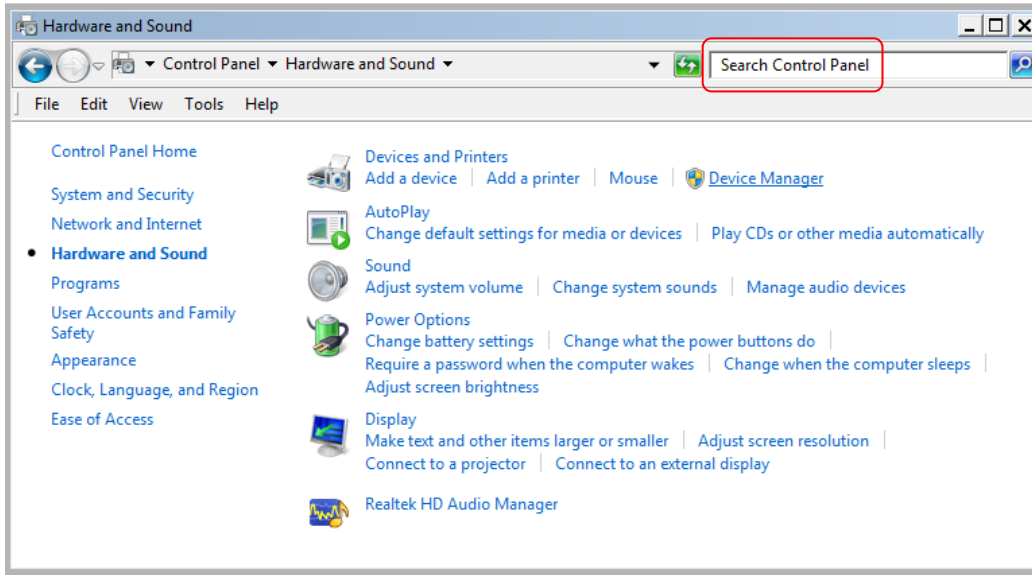 Hardware and Sound
Control Panel Hardware and Sound Search Control Panel
File Edit View Tools Help
Control Panel Home
System and Security
Network and Internet
Hardware and Sound
Programs
User Accounts and Family
Safety
Appearance
Clock, Language, and Region
Ease of Access
Devices and Printers
Add a device Add a printer Mouse Device Manager
AutoPlay
Change default settings for media or devices Play CDs or other media automatically
Sound
Adjust system volume Change system sounds Manage audio devices
Power Options
Change battery settings Change what the power buttons do
Require a password when the computer wakes Change when the computer sleeps
Adjust screen brightness
Display
Make text and other items larger or smaller Adjust screen resolution
Connect to a projector Connect to an external display
Realtek HD Audio Manager